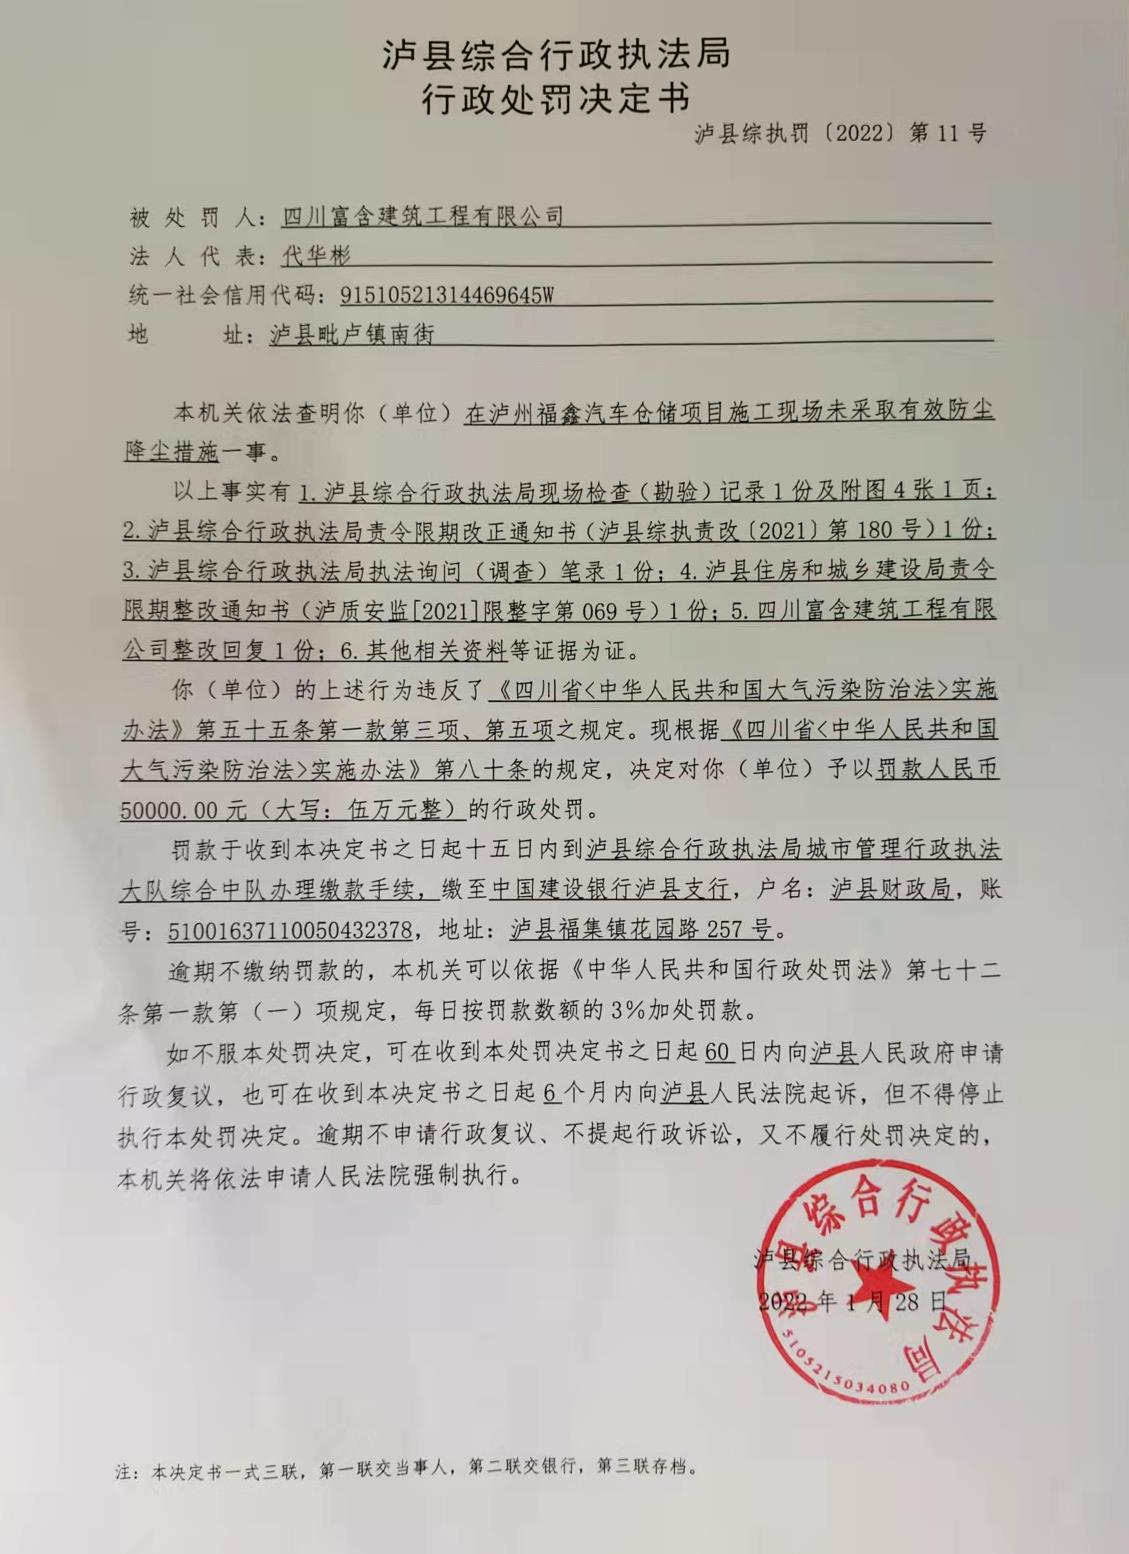 泸县综合行政执法局
行政处罚决定书
泸县综执罚〔2022〕第 11 号
被处罚人：四川富含建筑工程有限公司
法人代表：代华彬
统一社会信用代码：91510521314469645W
地 址：泸县毗卢镇南街
本机关依法查明你（单位）在泸州福鑫汽车仓储项目施工现场未采取有效防尘
降尘措施一事。
以上事实有 1.泸县综合行政执法局现场检查（勘验）记录 1 份及附图 4 张 1 页；
2.泸县综合行政执法局责令限期改正通知书（泸县综执责改〔2021〕第 180 号）1 份；
3.泸县综合行政执法局执法询问（调查）笔录 1 份；4.泸县住房和城乡建设局责令
限期整改通知书（泸质安监[2021]限整字第 069 号）1 份；5.四川富含建筑工程有限
公司整改回复 1 份；6.其他相关资料等证据为证。
你（单位）的上述行为违反了《四川省<中华人民共和国大气污染防治法>实施
办法》第五十五条第一款第三项、第五项之规定。现根据《四川省<中华人民共和国
大气污染防治法>实施办法》第八十条的规定，决定对你（单位）予以罚款人民币
50000.00 元（大写：伍万元整）的行政处罚。
罚款于收到本决定书之日起十五日内到泸县综合行政执法局城市管理行政执法
大队综合中队办理缴款手续，缴至中国建设银行泸县支行，户名：泸县财政局，账
号：51001637110050432378，地址：泸县福集镇花园路 257 号。
逾期不缴纳罚款的，本机关可以依据《中华人民共和国行政处罚法》第七十二
条第一款第（一）项规定，每日按罚款数额的 3%加处罚款。
如不服本处罚决定，可在收到本处罚决定书之日起 60 日内向泸县人民政府申请
行政复议，也可在收到本决定书之日起 6 个月内向泸县人民法院起诉，但不得停止
执行本处罚决定。逾期不申请行政复议、不提起行政诉讼，又不履行处罚决定的，
本机关将依法申请人民法院强制执行。
泸县综合行政执法局
2022 年 1 月 28 日
泸县综合行政执法局
5105215034080
注：本决定书一式三联，第一联交当事人，第二联交银行，第三联存档。